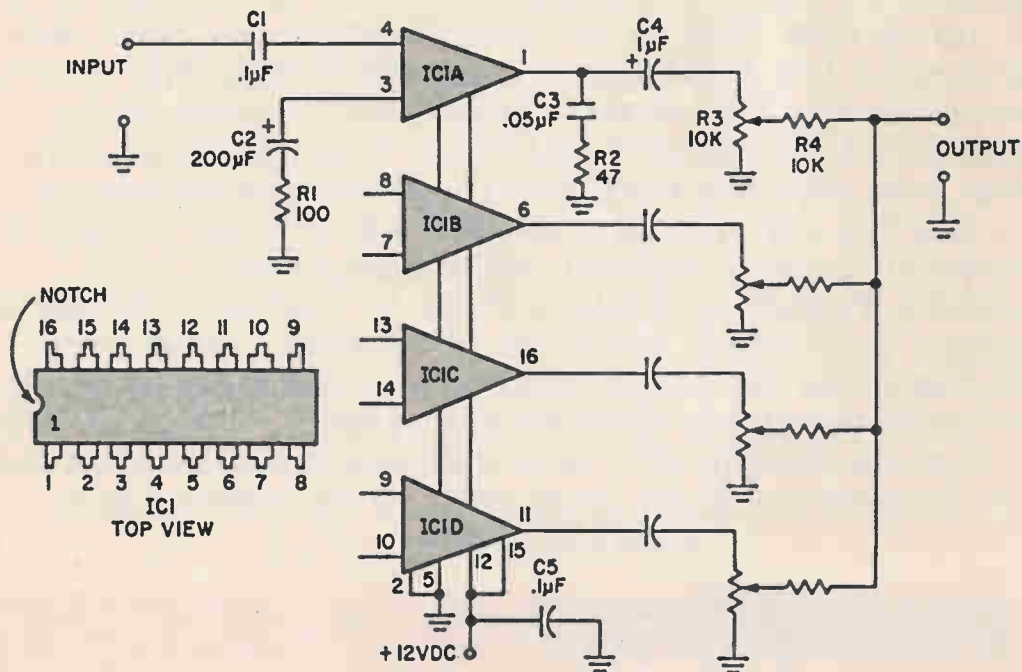 C1
.1µF
INPUT
4
3
IC1A
1
C2
200µF
+
R1
100
C3
.05µF
R2
47
C4
1µF
+
R3
10K
R4
10K
OUTPUT
8
7
IC1B
6
13
14
IC1C
16
9
10
IC1D
11
2
5
12
15
C5
.1µF
+12VDC
NOTCH
16 15 14 13 12 11 10 9
1
1 2 3 4 5 6 7 8
IC1
TOP VIEW